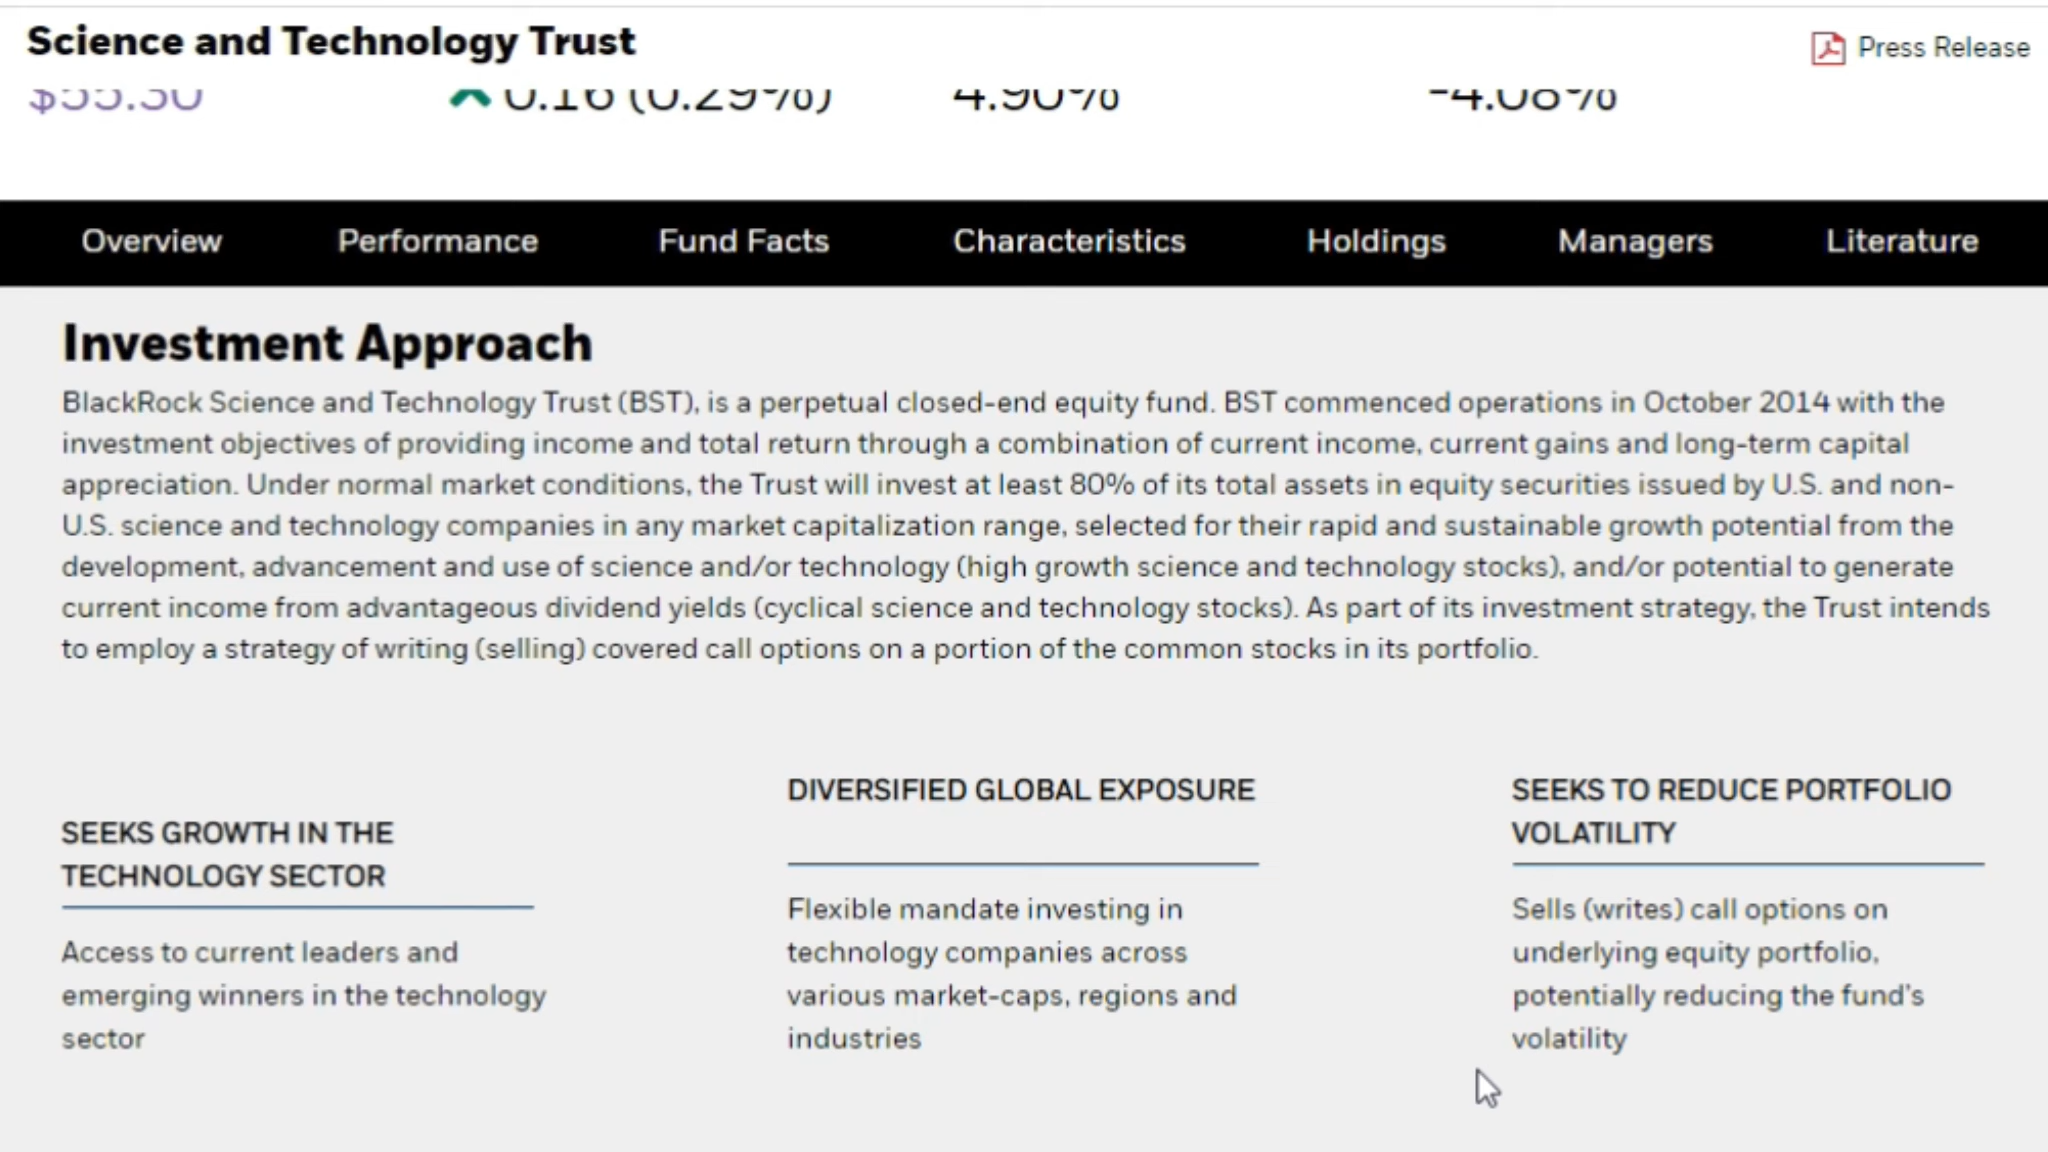 Science and Technology Trust
Press Release
$55.30 0.16 (0.29%) 4.90% -4.08%
Overview Performance Fund Facts Characteristics Holdings Managers Literature
Investment Approach
BlackRock Science and Technology Trust (BST), is a perpetual closed-end equity fund. BST commenced operations in October 2014 with the
investment objectives of providing income and total return through a combination of current income, current gains and long-term capital
appreciation. Under normal market conditions, the Trust will invest at least 80% of its total assets in equity securities issued by U.S. and non-
U.S. science and technology companies in any market capitalization range, selected for their rapid and sustainable growth potential from the
development, advancement and use of science and/or technology (high growth science and technology stocks), and/or potential to generate
current income from advantageous dividend yields (cyclical science and technology stocks). As part of its investment strategy, the Trust intends
to employ a strategy of writing (selling) covered call options on a portion of the common stocks in its portfolio.
SEEKS GROWTH IN THE
TECHNOLOGY SECTOR
Access to current leaders and
emerging winners in the technology
sector
DIVERSIFIED GLOBAL EXPOSURE
Flexible mandate investing in
technology companies across
various market-caps, regions and
industries
SEEKS TO REDUCE PORTFOLIO
VOLATILITY
Sells (writes) call options on
underlying equity portfolio,
potentially reducing the fund's
volatility